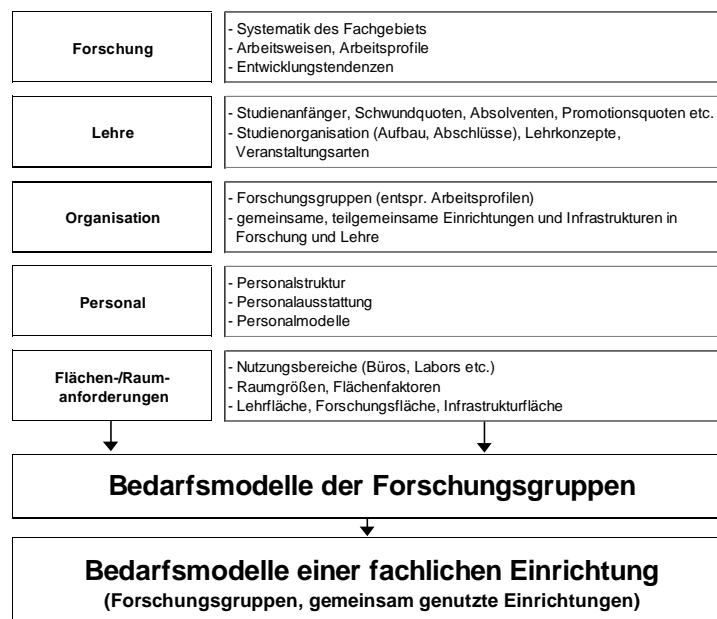 Forschung
- Systematik des Fachgebiets
- Arbeitsweisen, Arbeitsprofile
- Entwicklungstendenzen
Lehre
- Studienanfänger, Schwundquoten, Absolventen, Promotionsquoten etc.
- Studienorganisation (Aufbau, Abschlüsse), Lehrkonzepte,
Veranstaltungsarten
Organisation
- Forschungsgruppen (entspr. Arbeitsprofilen)
- gemeinsame, teilgemeinsame Einrichtungen und Infrastrukturen in
Forschung und Lehre
Personal
- Personalstruktur
- Personalausstattung
- Personalmodelle
Flächen-/Raum-
anforderungen
- Nutzungsbereiche (Büros, Labors etc.)
- Raumgrößen, Flächenfaktoren
- Lehrfläche, Forschungsfläche, Infrastrukturfläche
Bedarfsmodelle der Forschungsgruppen
Bedarfsmodelle einer fachlichen Einrichtung
(Forschungsgruppen, gemeinsam genutzte Einrichtungen)